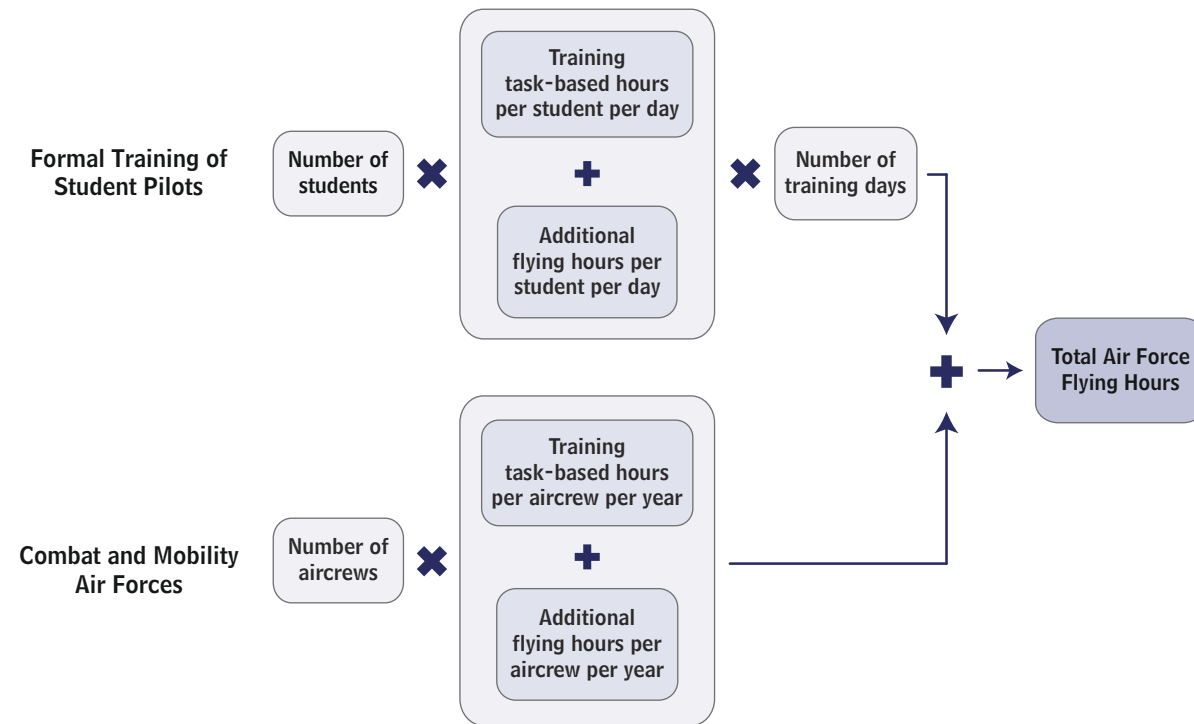 Formal Training of
Student Pilots
Number of
students
Training
task-based hours
per student per day
Additional
flying hours per
student per day
Number of
training days
Combat and Mobility
Air Forces
Number of
aircrews
Training
task-based hours
per aircrew per year
Additional
flying hours per
aircrew per year
Total Air Force
Flying Hours